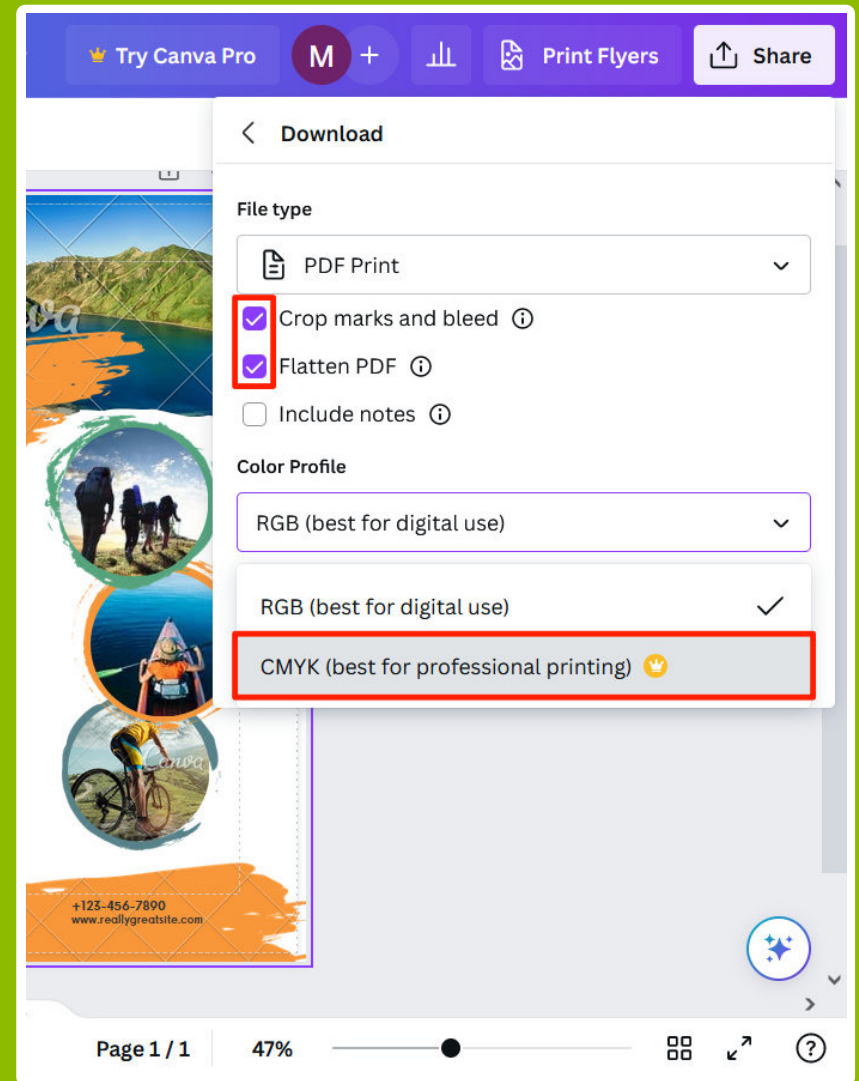 Try Canva Pro
M
+
Print Flyers
Share
Download
File type
PDF Print
Crop marks and bleed
Flatten PDF
Include notes
Color Profile
RGB (best for digital use)
RGB (best for digital use)
CMYK (best for professional printing)
va
Canva
+123-456-7890
www.reallygreatsite.com
Page 1 / 1
47%
?